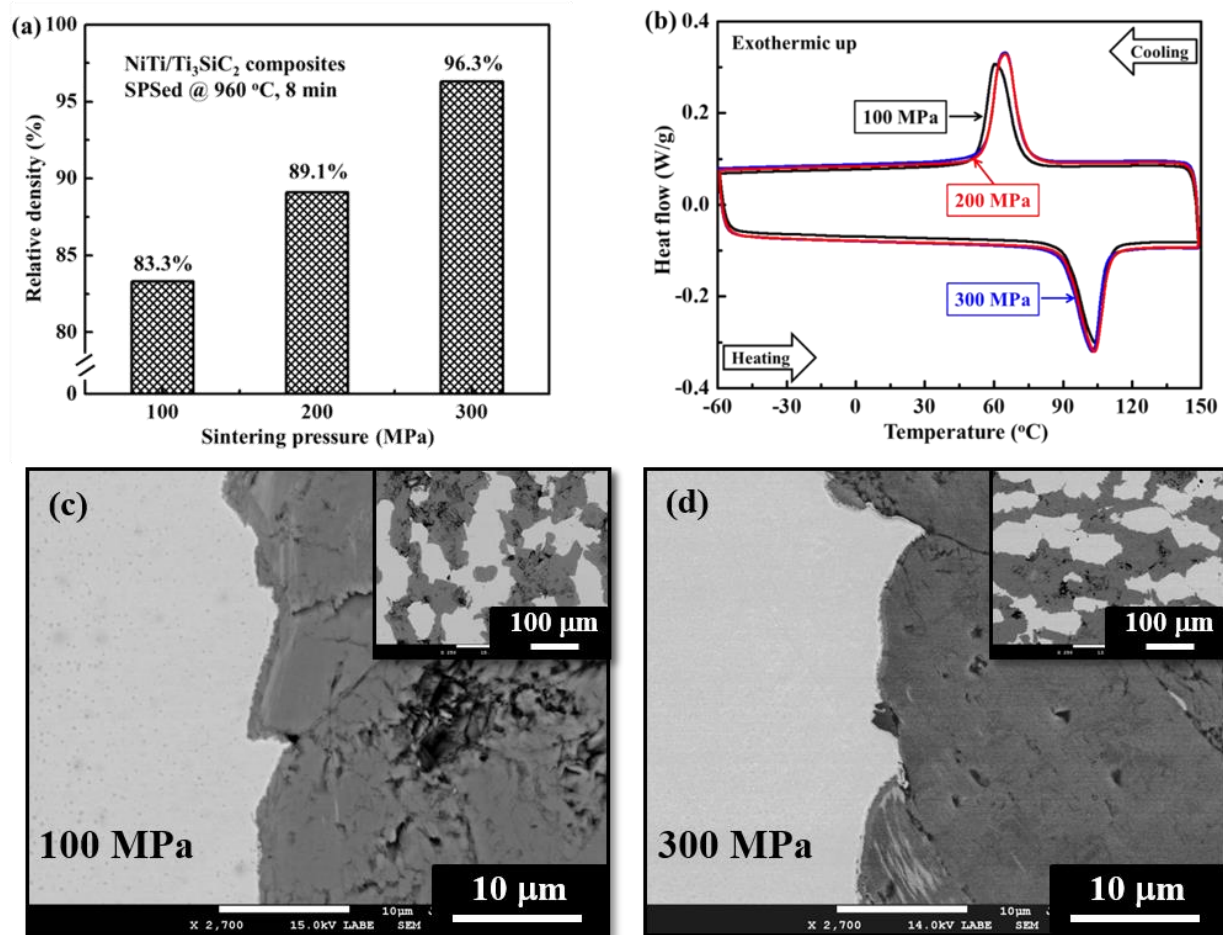 (a)
100
95
90
85
80
0
Relative density (%)
NiTi/Ti₃SiC₂ composites
SPSed @ 960 °C, 8 min
83.3%
89.1%
96.3%
100
200
300
Sintering pressure (MPa)
(b)
0.4
0.2
0.0
-0.2
-0.4
Heat flow (W/g)
Exothermic up
Cooling
100 MPa
200 MPa
300 MPa
Heating
-60
0
60
120
150
Temperature (°C)
(c)
100 μm
100 MPa
10 μm
10μm
X 2,700 15.0kV LABE SEM
(d)
100 μm
300 MPa
10 μm
10μm
X 2,700 14.0kV LABE SEM